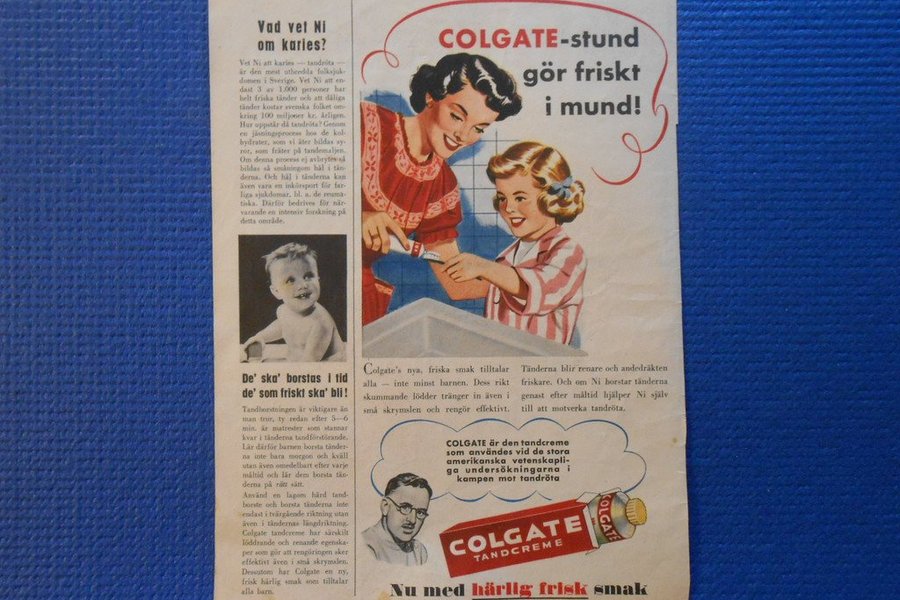 Vad vet Ni
om karies?
Vet Ni att karies — tandröta —
är den mest utbredda folksjuk-
domen i Sverige. Vet Ni att en-
dast 3 av 1.000 personer har
helt friska tänder och att dåliga
tänder kostar svenska folket om-
kring 100 miljoner kr. årligen.
Hur uppstår då tandröta? Genom
en jäsningsprocess hos de kol-
hydrater, som vi äter bildas sy-
ror, som fräter på tandemaljen.
Om denna process ej avbrytes så
bildas så småningom hål i tän-
derna. Och hål i tänderna kan
även vara en inkörsport för far-
liga sjukdomar, bl. a. de reuma-
tiska. Därför bedrives för när-
varande en intensiv forskning på
detta område.
De' ska' borstas i tid
de' som friskt ska' bli!
Tandborstningen är viktigare än
man tror, ty redan efter 5—6
min. är matrester som stannar
kvar i tänderna tandförstörande.
Lär därför barnen borsta tänder-
na inte bara morgon och kväll
utan även omedelbart efter varje
måltid och lär dem borsta tän-
derna på rätt sätt.
Använd en lagom hård tand-
borste och borsta tänderna inte
endast i tvärgående riktning utan
även i tändernas längdriktning.
Colgate tandcreme har särskilt
löddrande och renande egenska-
per som gör att rengöringen sker
effektivt även i små skrymslen.
Dessutom har Colgate en ny,
frisk härlig smak som tilltalar
alla barn.
COLGATE-stund
gör friskt
i mund!
Colgate's nya, friska smak tilltalar
alla — inte minst barnen. Dess rikt
skummande lödder tränger in även i
små skrymslen och rengör effektivt.
Tänderna blir renare och andedräkten
friskare. Och om Ni borstar tänderna
genast efter måltid hjälper Ni själv
till att motverka tandröta.
COLGATE är den tandcreme
som användes vid de stora
amerikanska vetenskapli-
ga undersökningarna i
kampen mot tandröta
COLGATE
TANDCREME
COLGATE
Nu med härlig frisk smak